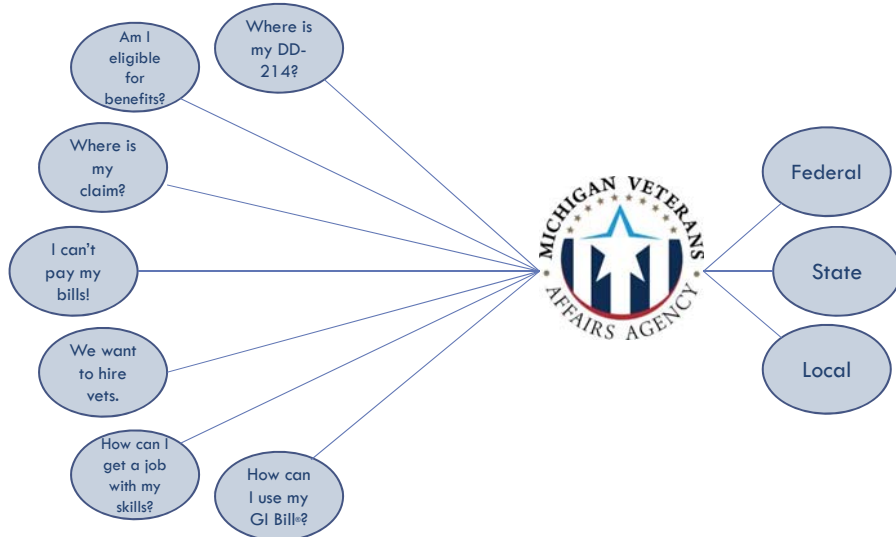 Where is
my DD-
214?
Am I
eligible
for
benefits?
Where is
my
claim?
I can't
pay my
bills!
We want
to hire
vets.
How can I
get a job
with my
skills?
How can
I use my
GI Bill®?
MICHIGAN VETERANS
AFFAIRS AGENCY
Federal
State
Local